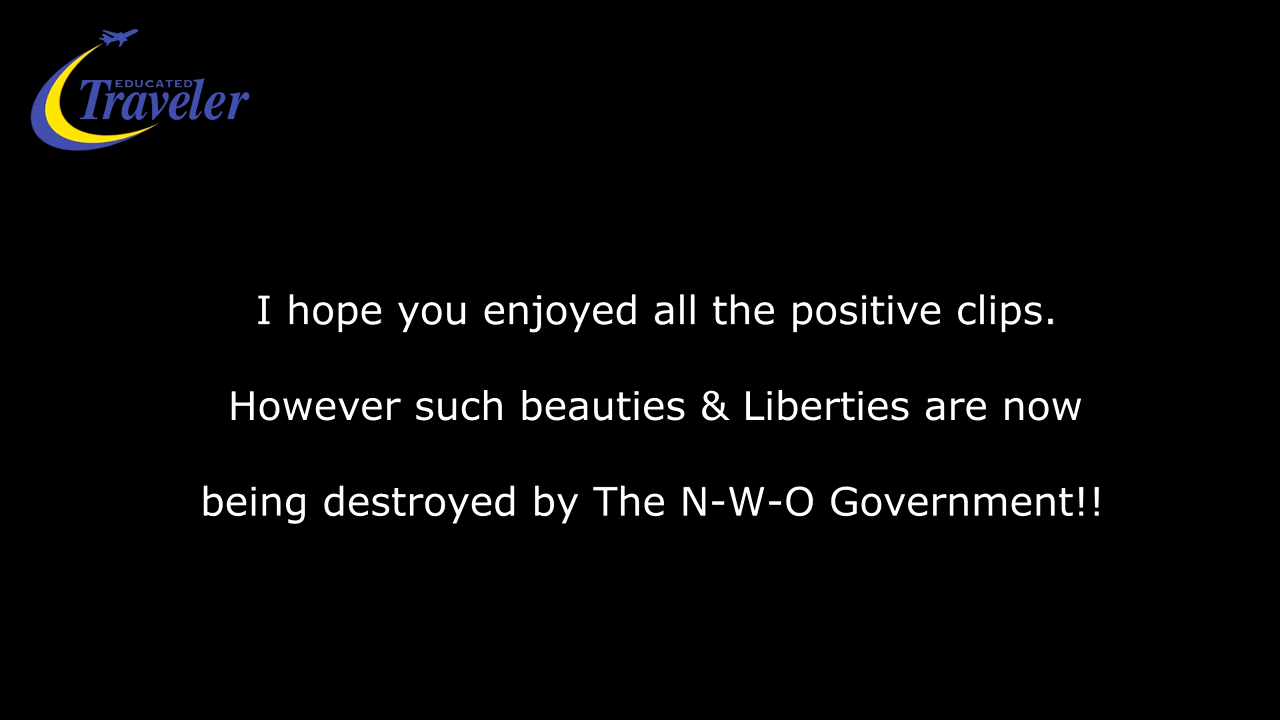 EDUCATED
Traveler
I hope you enjoyed all the positive clips.
However such beauties & Liberties are now
being destroyed by The N-W-O Government!!